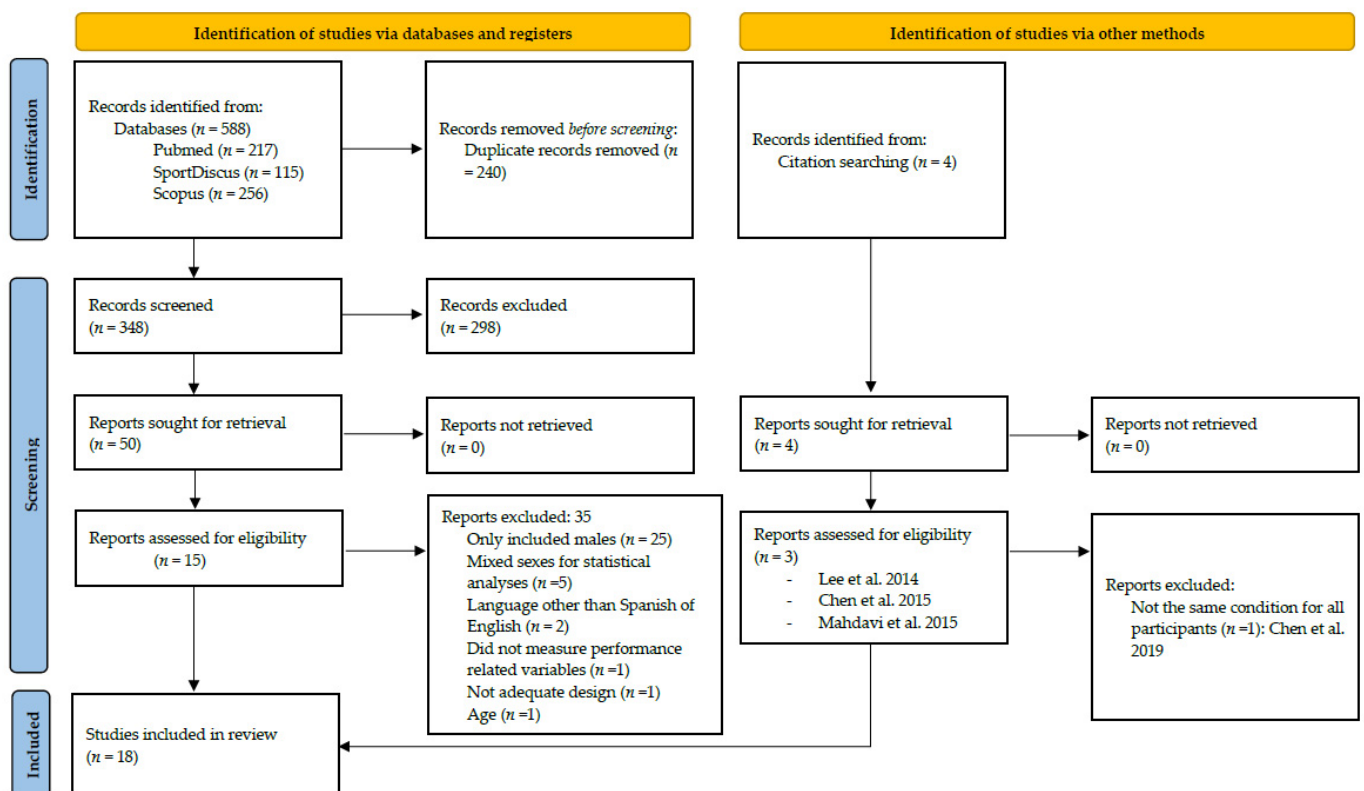 Identification of studies via databases and registers
Identification of studies via other methods
Identification
Records identified from:
Databases (n = 588)
Pubmed (n = 217)
SportDiscus (n = 115)
Scopus (n = 256)
Records removed before screening:
Duplicate records removed (n
= 240)
Records identified from:
Citation searching (n = 4)
Screening
Records screened
(n = 348)
Records excluded
(n = 298)
Reports sought for retrieval
(n = 50)
Reports not retrieved
(n = 0)
Reports sought for retrieval
(n = 4)
Reports not retrieved
(n = 0)
Reports assessed for eligibility
(n = 15)
Reports excluded: 35
Only included males (n = 25)
Mixed sexes for statistical
analyses (n =5)
Language other than Spanish of
English (n = 2)
Did not measure performance
related variables (n =1)
Not adequate design (n =1)
Age (n =1)
Reports assessed for eligibility
(n = 3)
- Lee et al. 2014
- Chen et al. 2015
- Mahdavi et al. 2015
Reports excluded:
Not the same condition for all
participants (n =1): Chen et al.
2019
Included
Studies included in review
(n = 18)